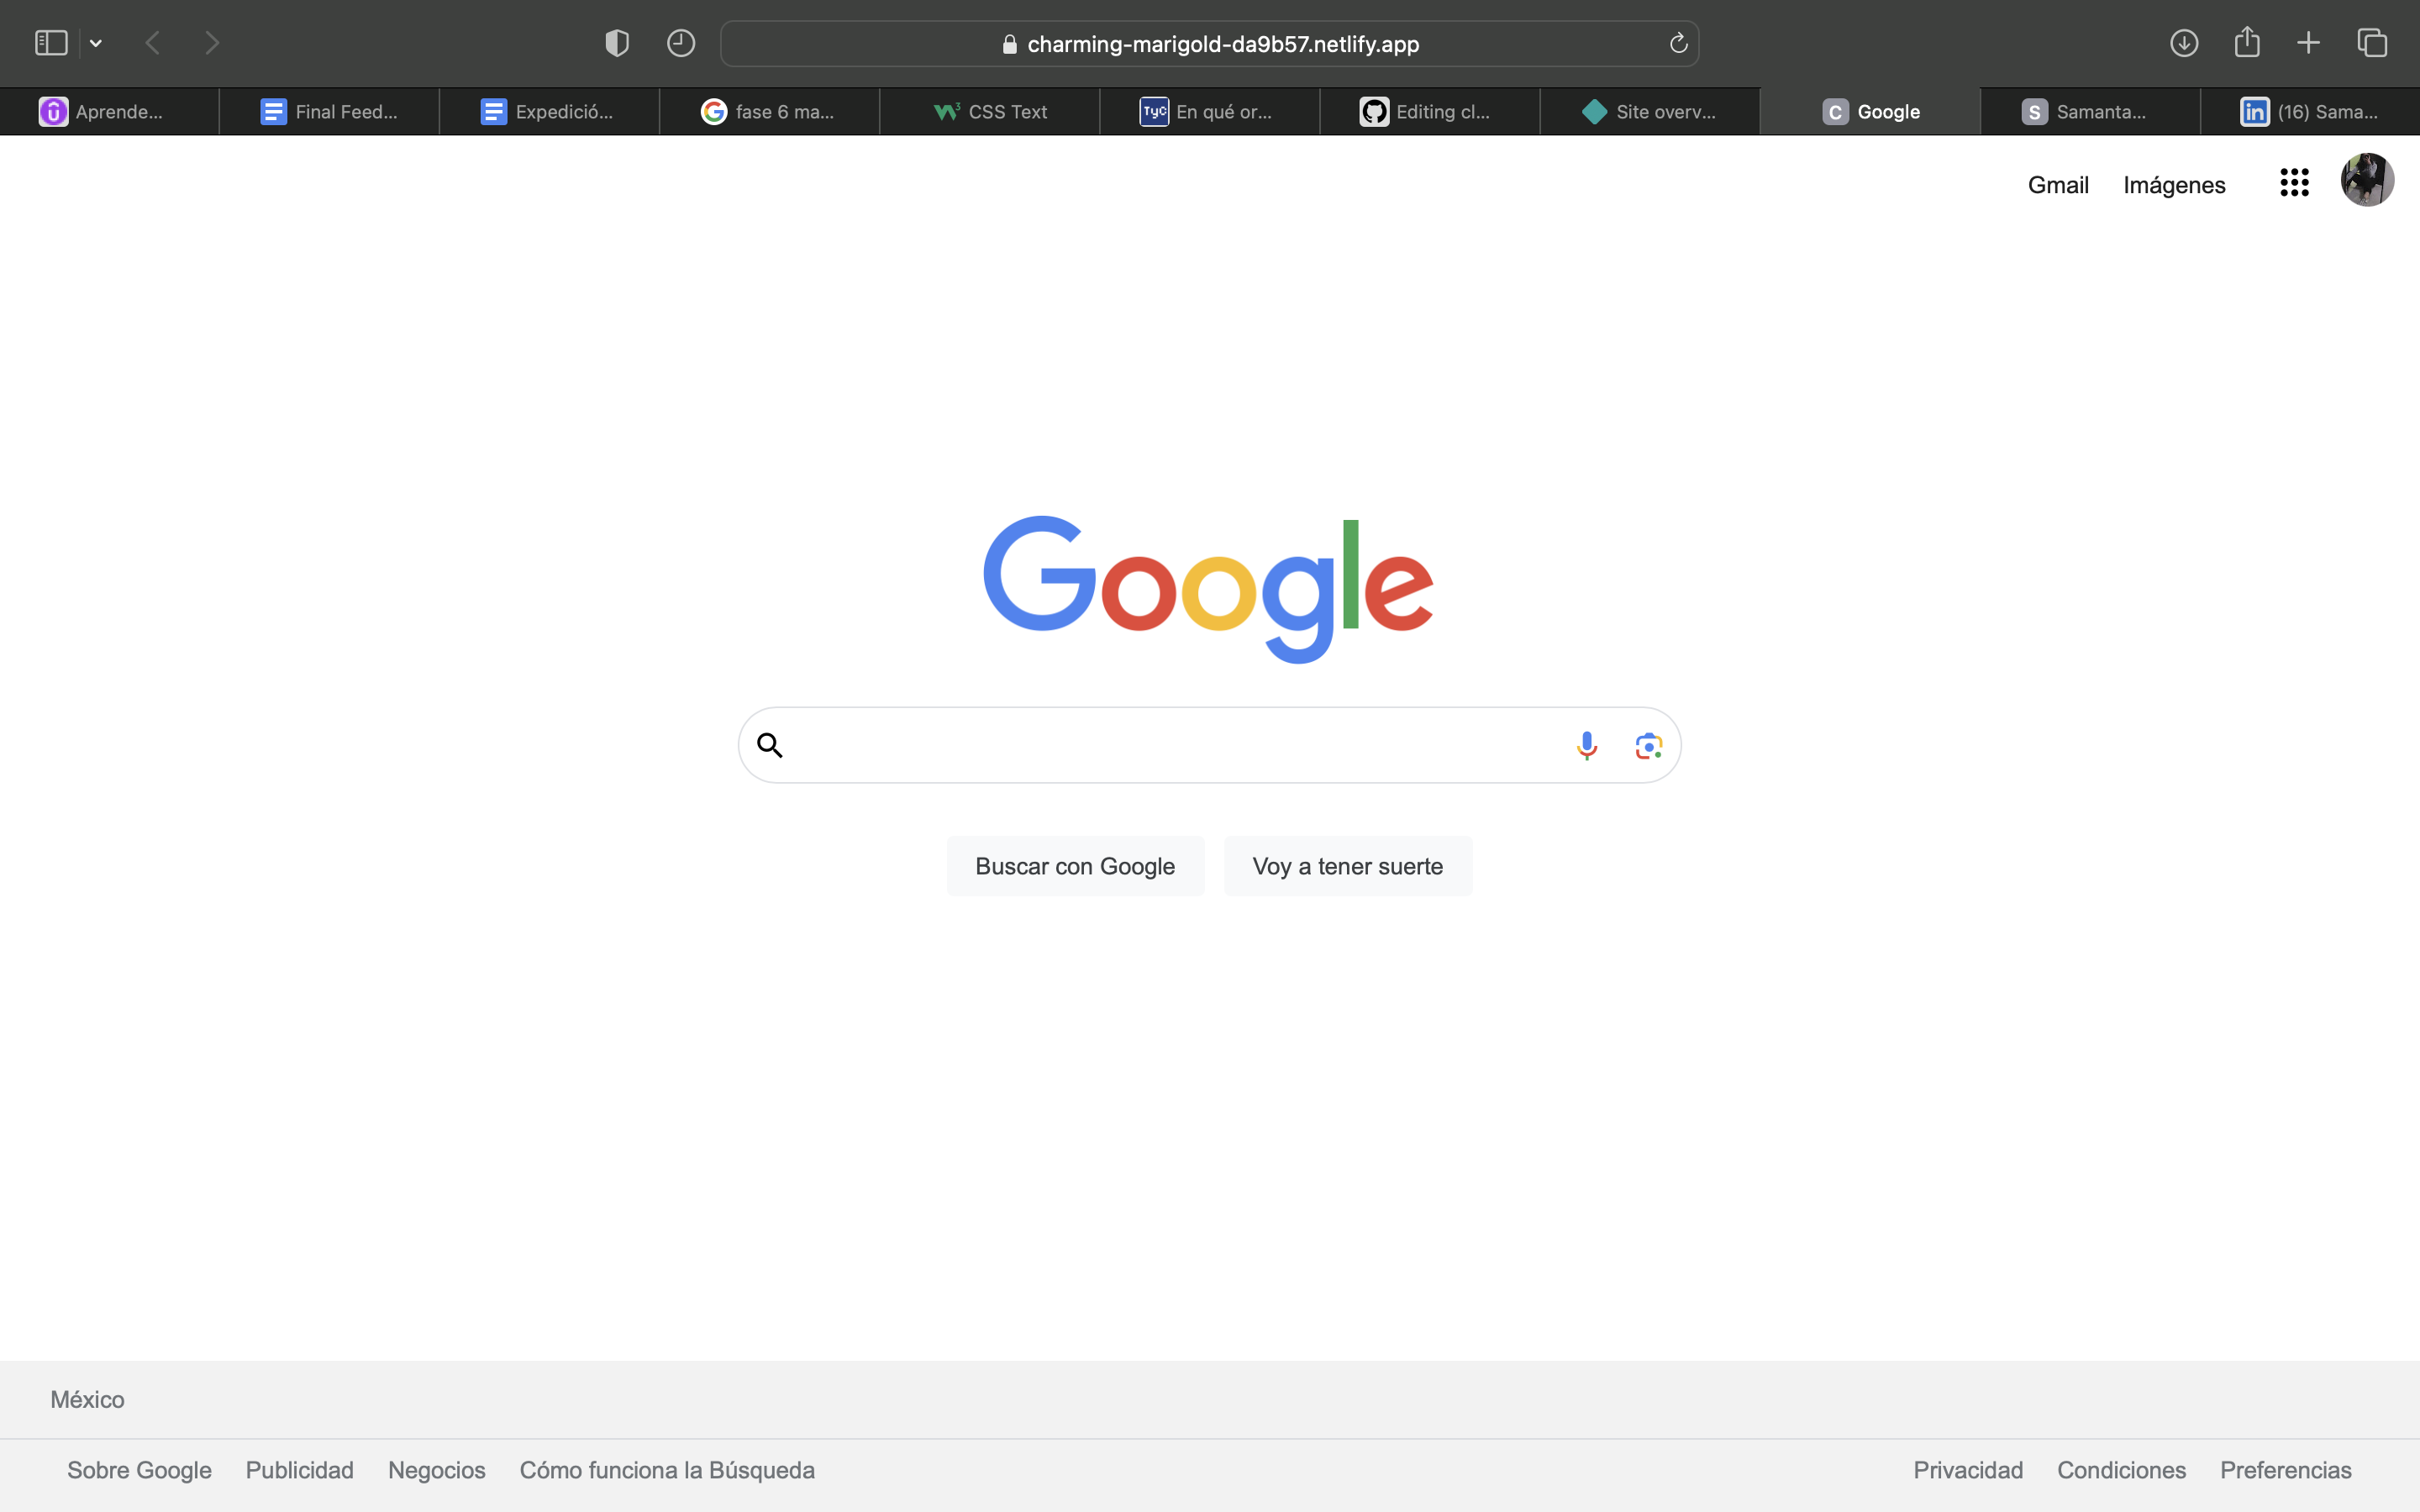 charming-marigold-da9b57.netlify.app
Aprende... Final Feed... Expedició... fase 6 ma... CSS Text TyC En qué or... Editing cl... Site overv... C Google S Samanta... in (16) Sama...
Gmail Imágenes
Google
Buscar con Google Voy a tener suerte
México
Sobre Google Publicidad Negocios Cómo funciona la Búsqueda Privacidad Condiciones Preferencias